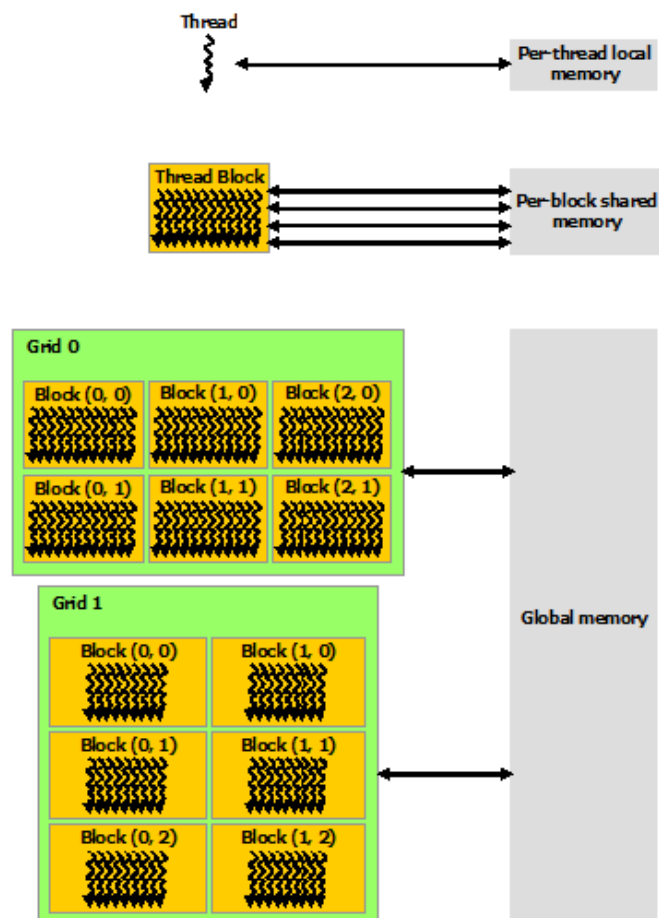 Thread
Per-thread local
memory
Thread Block
Per-block shared
memory
Grid 0
Block (0, 0)
Block (1, 0)
Block (2, 0)
Block (0, 1)
Block (1, 1)
Block (2, 1)
Grid 1
Global memory
Block (0, 0)
Block (1, 0)
Block (0, 1)
Block (1, 1)
Block (0, 2)
Block (1, 2)